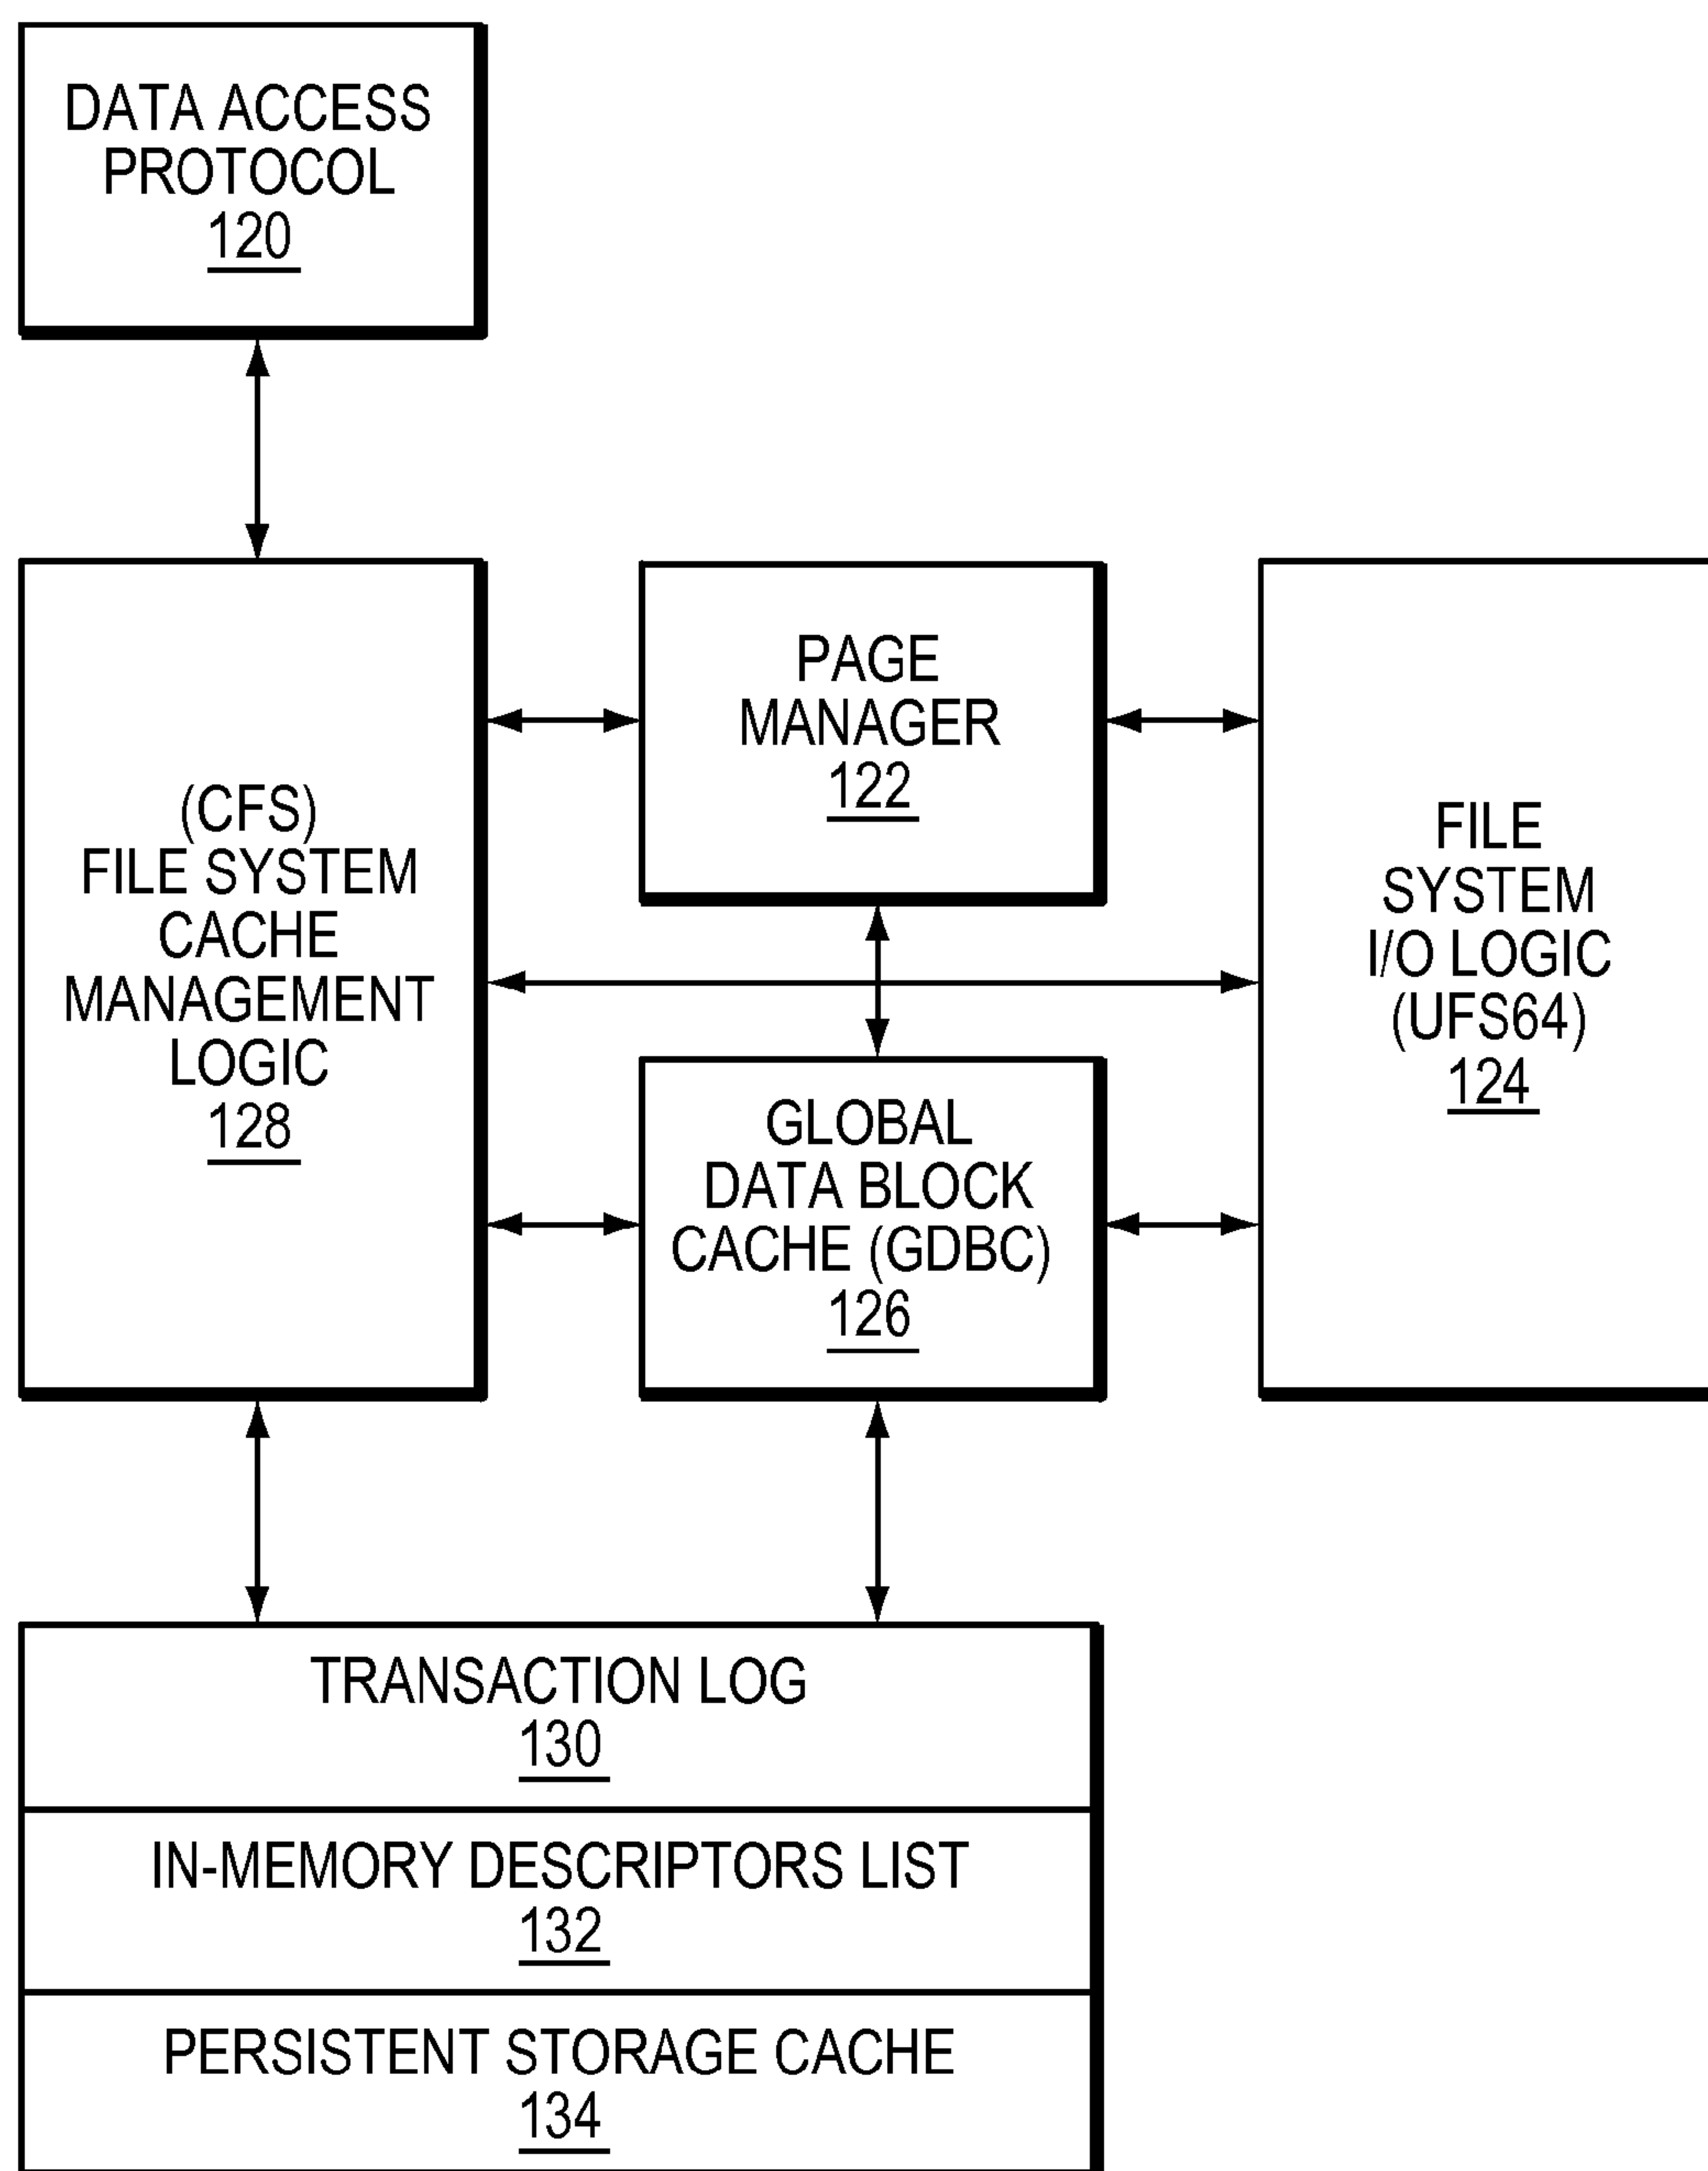 DATA ACCESS
PROTOCOL
120
(CFS)
FILE SYSTEM
CACHE
MANAGEMENT
LOGIC
128
PAGE
MANAGER
122
GLOBAL
DATA BLOCK
CACHE (GDBC)
126
FILE
SYSTEM
I/O LOGIC
(UFS64)
124
TRANSACTION LOG
130
IN-MEMORY DESCRIPTORS LIST
132
PERSISTENT STORAGE CACHE
134